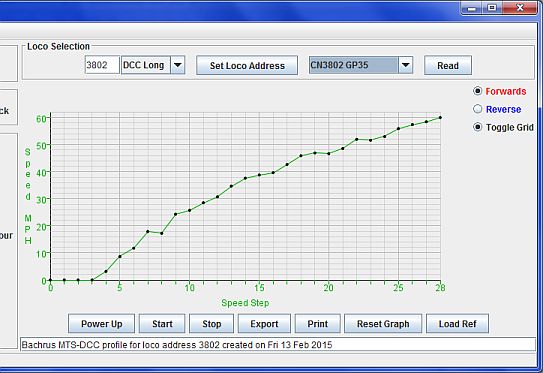 Loco Selection
3802 DCC Long Set Loco Address CN3802 GP35 Read
Forwards
Reverse
Toggle Grid
ck
our
Speed MPH
60
50
40
30
20
10
0
0 5 10 15 20 25 28
Speed Step
Power Up Start Stop Export Print Reset Graph Load Ref
Bachrus MTS-DCC profile for loco address 3802 created on Fri 13 Feb 2015